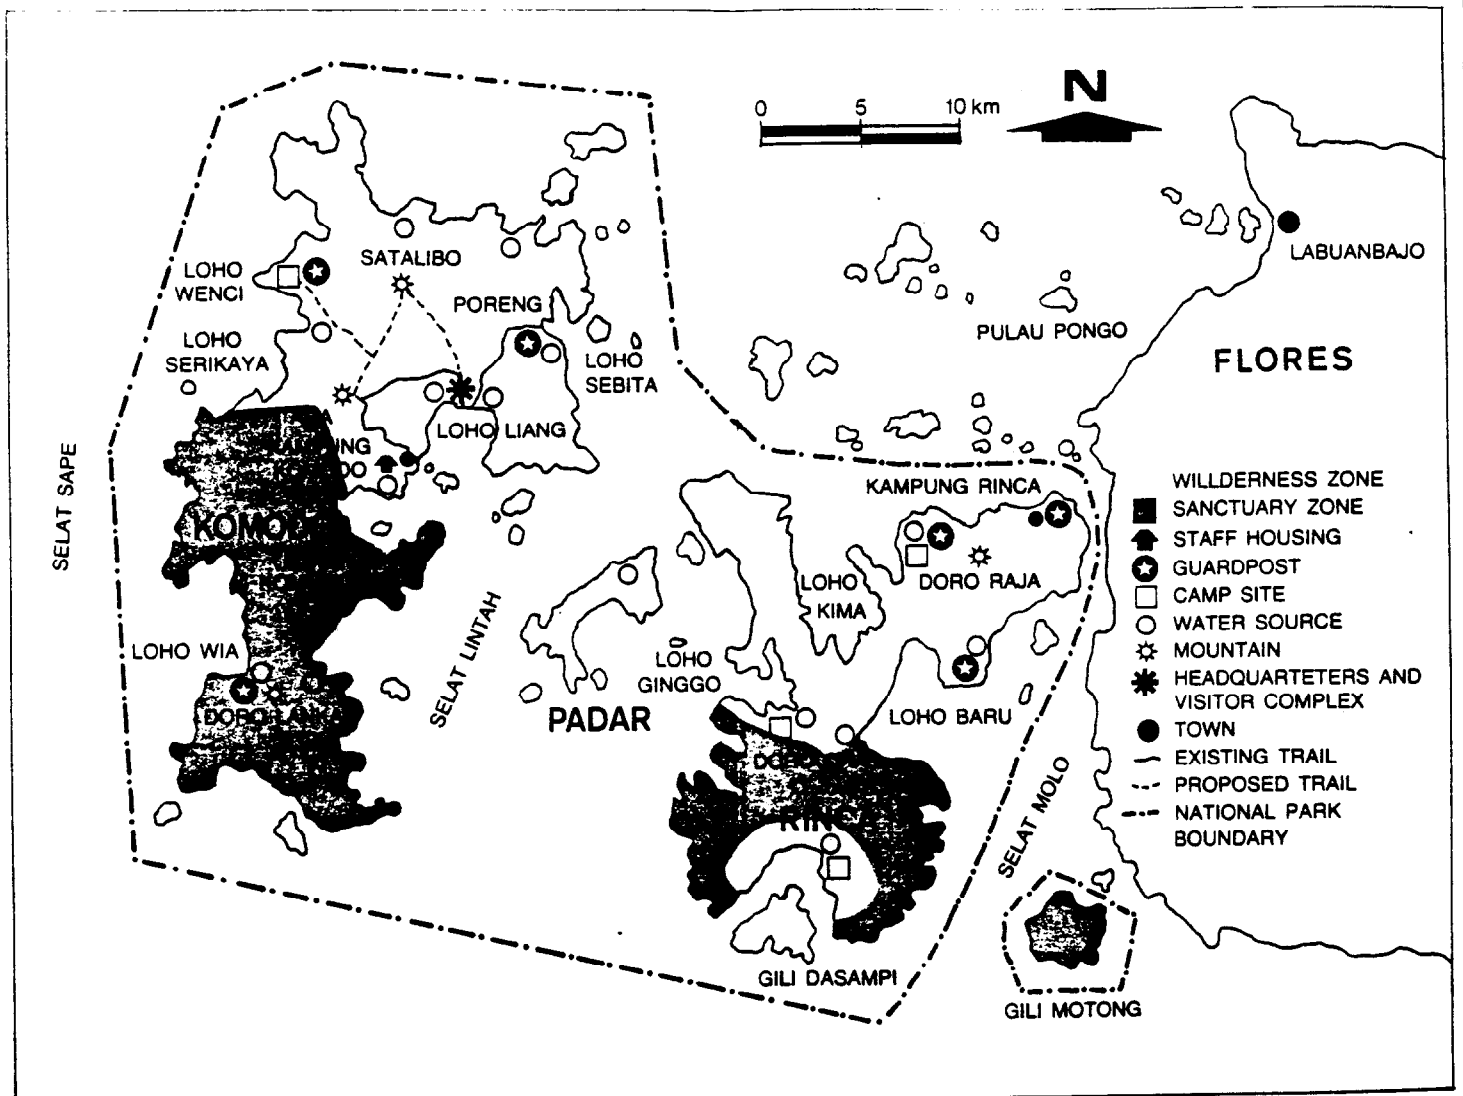 N
0 5 10 km
SATALIBO
LABUANBAJO
LOHO
WENCI
PORENG
PULAU PONGO
LOHO
SERIKAYA
LOHO
SEBITA
FLORES
LOHO LIANG
SELAT SAPE
KAMPUNG RINCA
KOMODO
DORO RAJA
LOHO
KIMA
SELAT LINTAH
LOHO WIA
LOHO
GINGGO
PADAR
LOHO BARU
SELAT MOLO
RINCA
GILI DASAMPI
GILI MOTONG
WILLDERNESS ZONE
SANCTUARY ZONE
STAFF HOUSING
GUARDPOST
CAMP SITE
WATER SOURCE
MOUNTAIN
HEADQUARTETERS AND
VISITOR COMPLEX
TOWN
EXISTING TRAIL
PROPOSED TRAIL
NATIONAL PARK
BOUNDARY